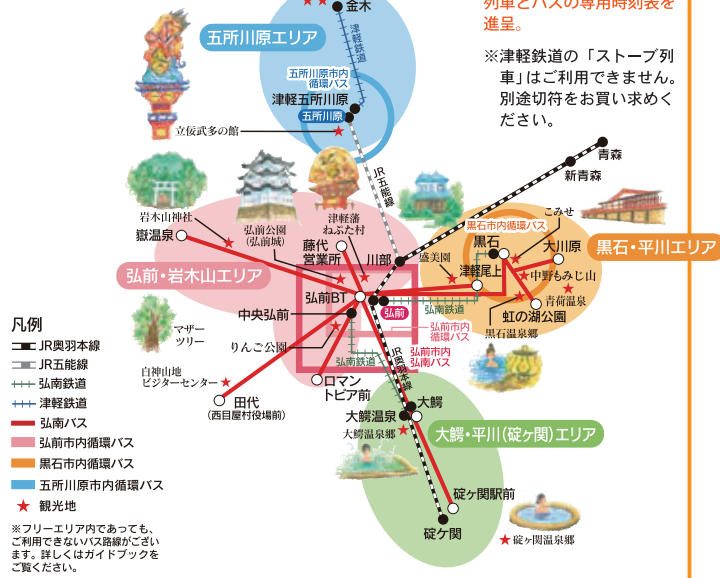 列車とバスの専用時刻表を
進呈。
※津軽鉄道の「ストーブ列
車」はご利用できません。
別途切符をお買い求めく
ださい。
金木
五所川原エリア
津軽鉄道
五所川原市内
循環バス
津軽五所川原
五所川原
立佞武多の館
JR五能線
青森
新青森
岩木山神社
嶽温泉
弘前公園
(弘前城)
津軽藩
ねぷた村
藤代
営業所
川部
盛美園
黒石市内循環バス
こみせ
黒石
大川原
黒石・平川エリア
津軽尾上
中野もみじ山
青荷温泉
弘前・岩木山エリア
弘前BT
弘前
弘南鉄道
虹の湖公園
黒石温泉郷
中央弘前
弘前市内
循環バス
りんご公園
弘南鉄道
JR奥羽本線
弘前市内
弘南バス
マザー
ツリー
白神山地
ビジターセンター
田代
(西目屋村役場前)
ロマン
トピア前
大鰐
大鰐温泉
大鰐温泉郷
大鰐・平川(碇ヶ関)エリア
碇ヶ関駅前
碇ケ関
碇ヶ関温泉郷
凡例
JR奥羽本線
JR五能線
弘南鉄道
津軽鉄道
弘南バス
弘前市内循環バス
黒石市内循環バス
五所川原市内循環バス
観光地
※フリーエリア内であっても、
ご利用できないバス路線がござい
ます。詳しくはガイドブックを
ご覧ください。